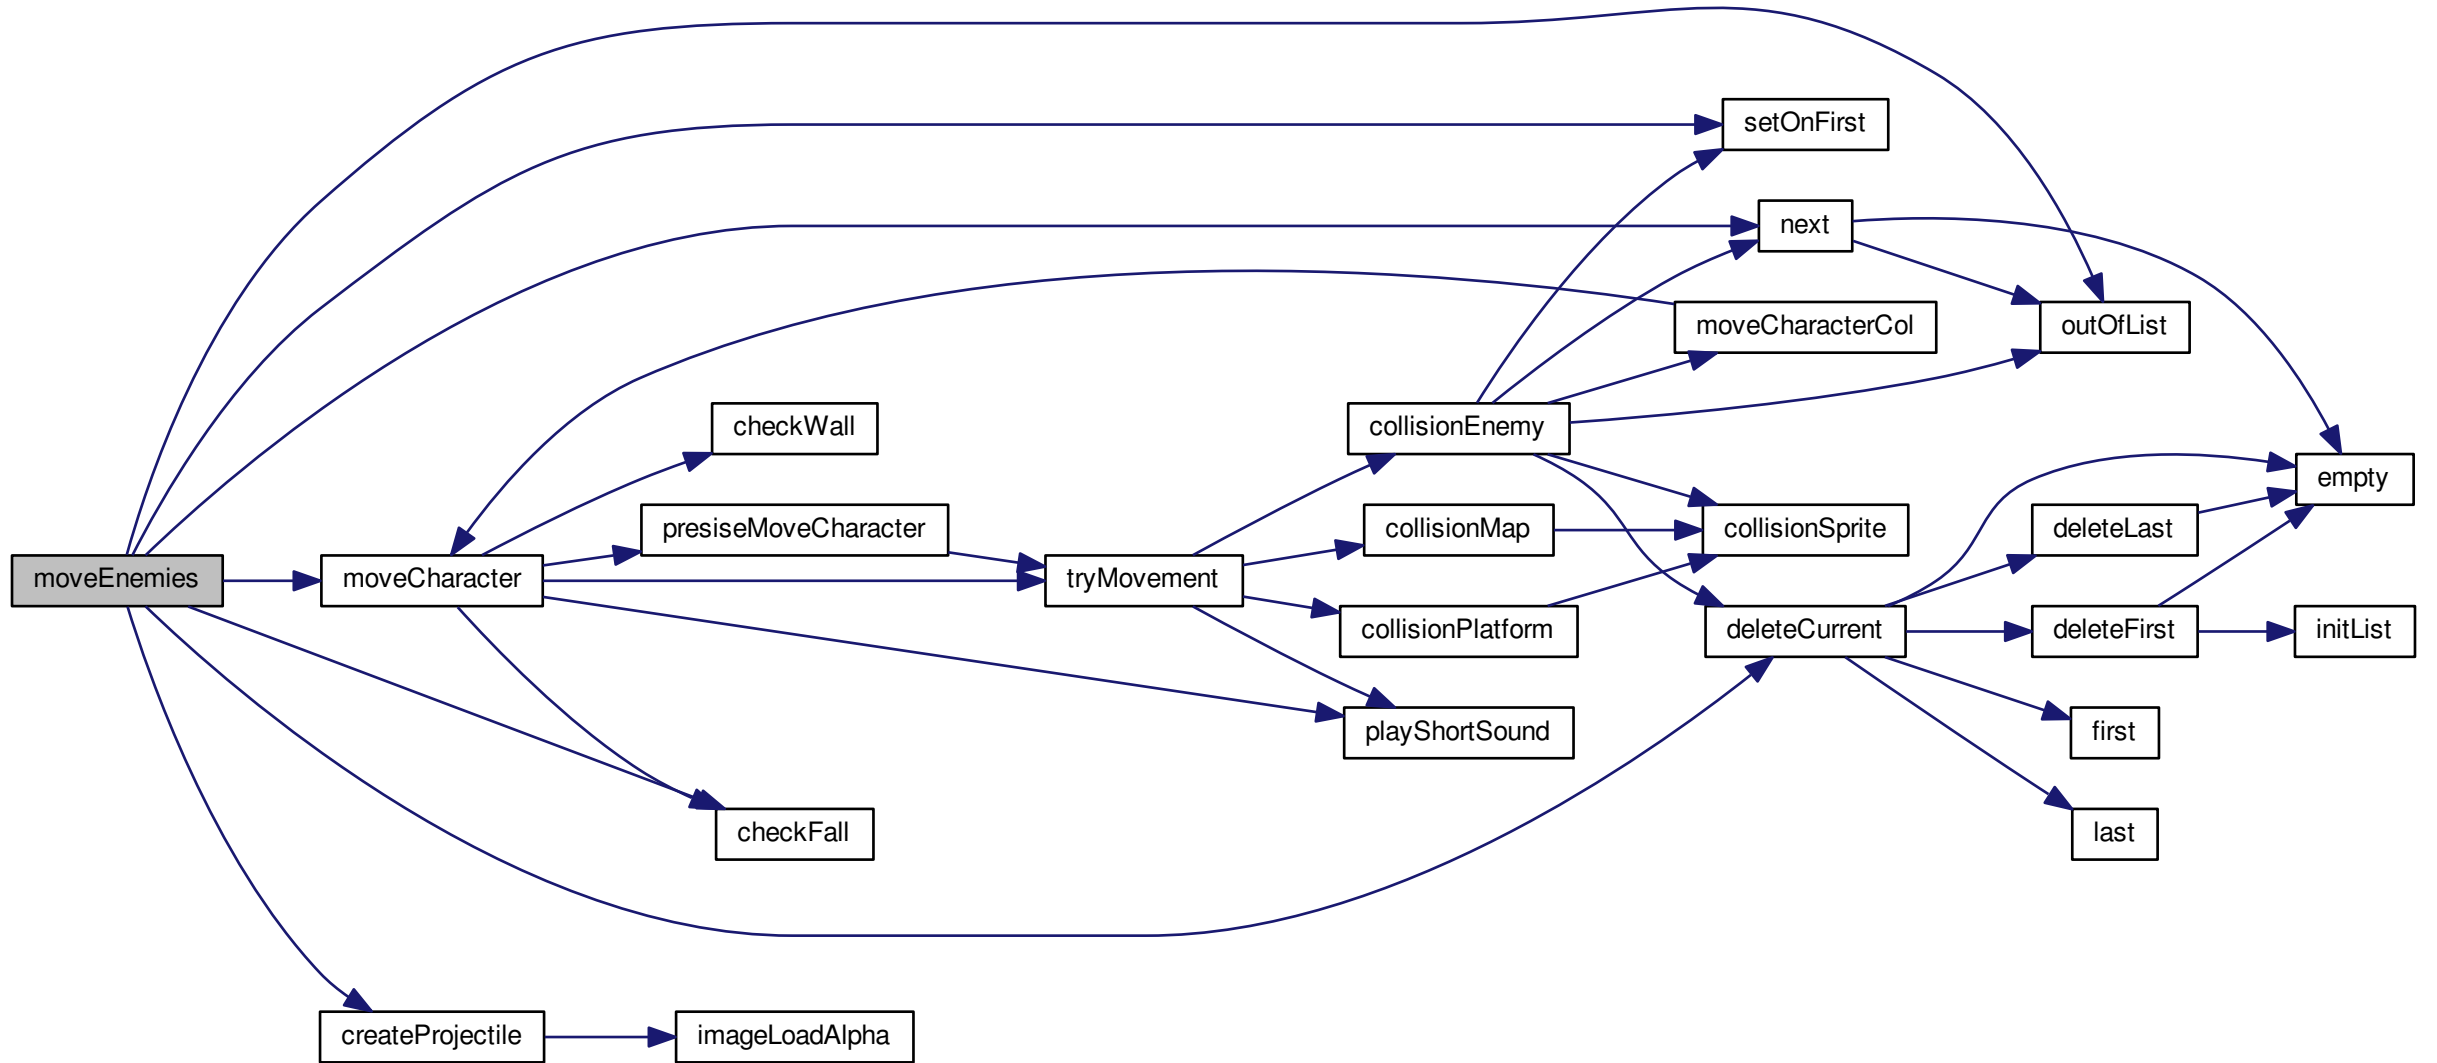 setOnFirst
next
moveCharacterCol
outOfList
checkWall
collisionEnemy
empty
presiseMoveCharacter
collisionMap
collisionSprite
deleteLast
moveEnemies
moveCharacter
tryMovement
collisionPlatform
deleteCurrent
deleteFirst
initList
playShortSound
first
checkFall
last
createProjectile
imageLoadAlpha